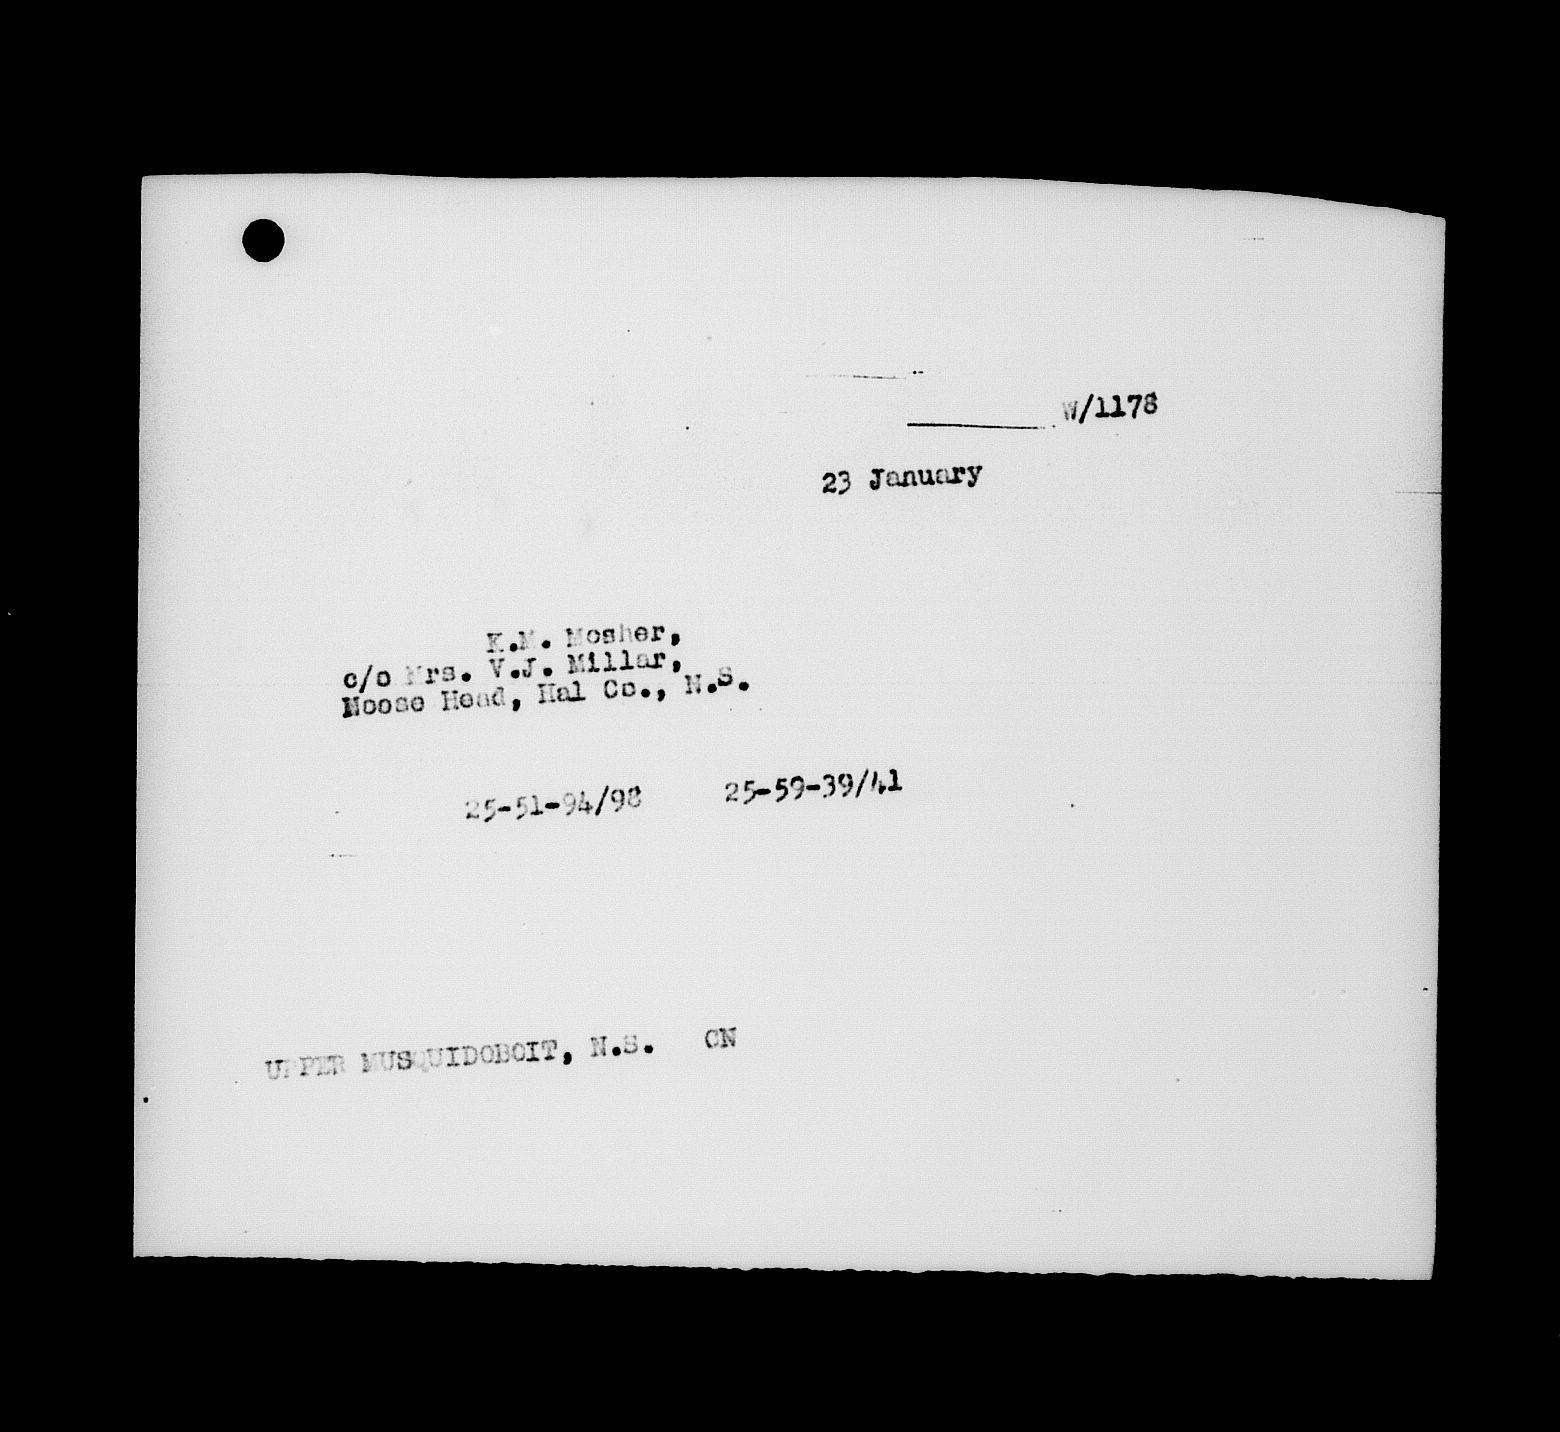 W/1178
23 January
K.M. Mosher,
c/o Mrs. V.J. Millar,
Moose Head, Hal Co., N.S.
25-51-94/98 25-59-39/41
UPPER MUSQUIDOBOIT, N.S. CN